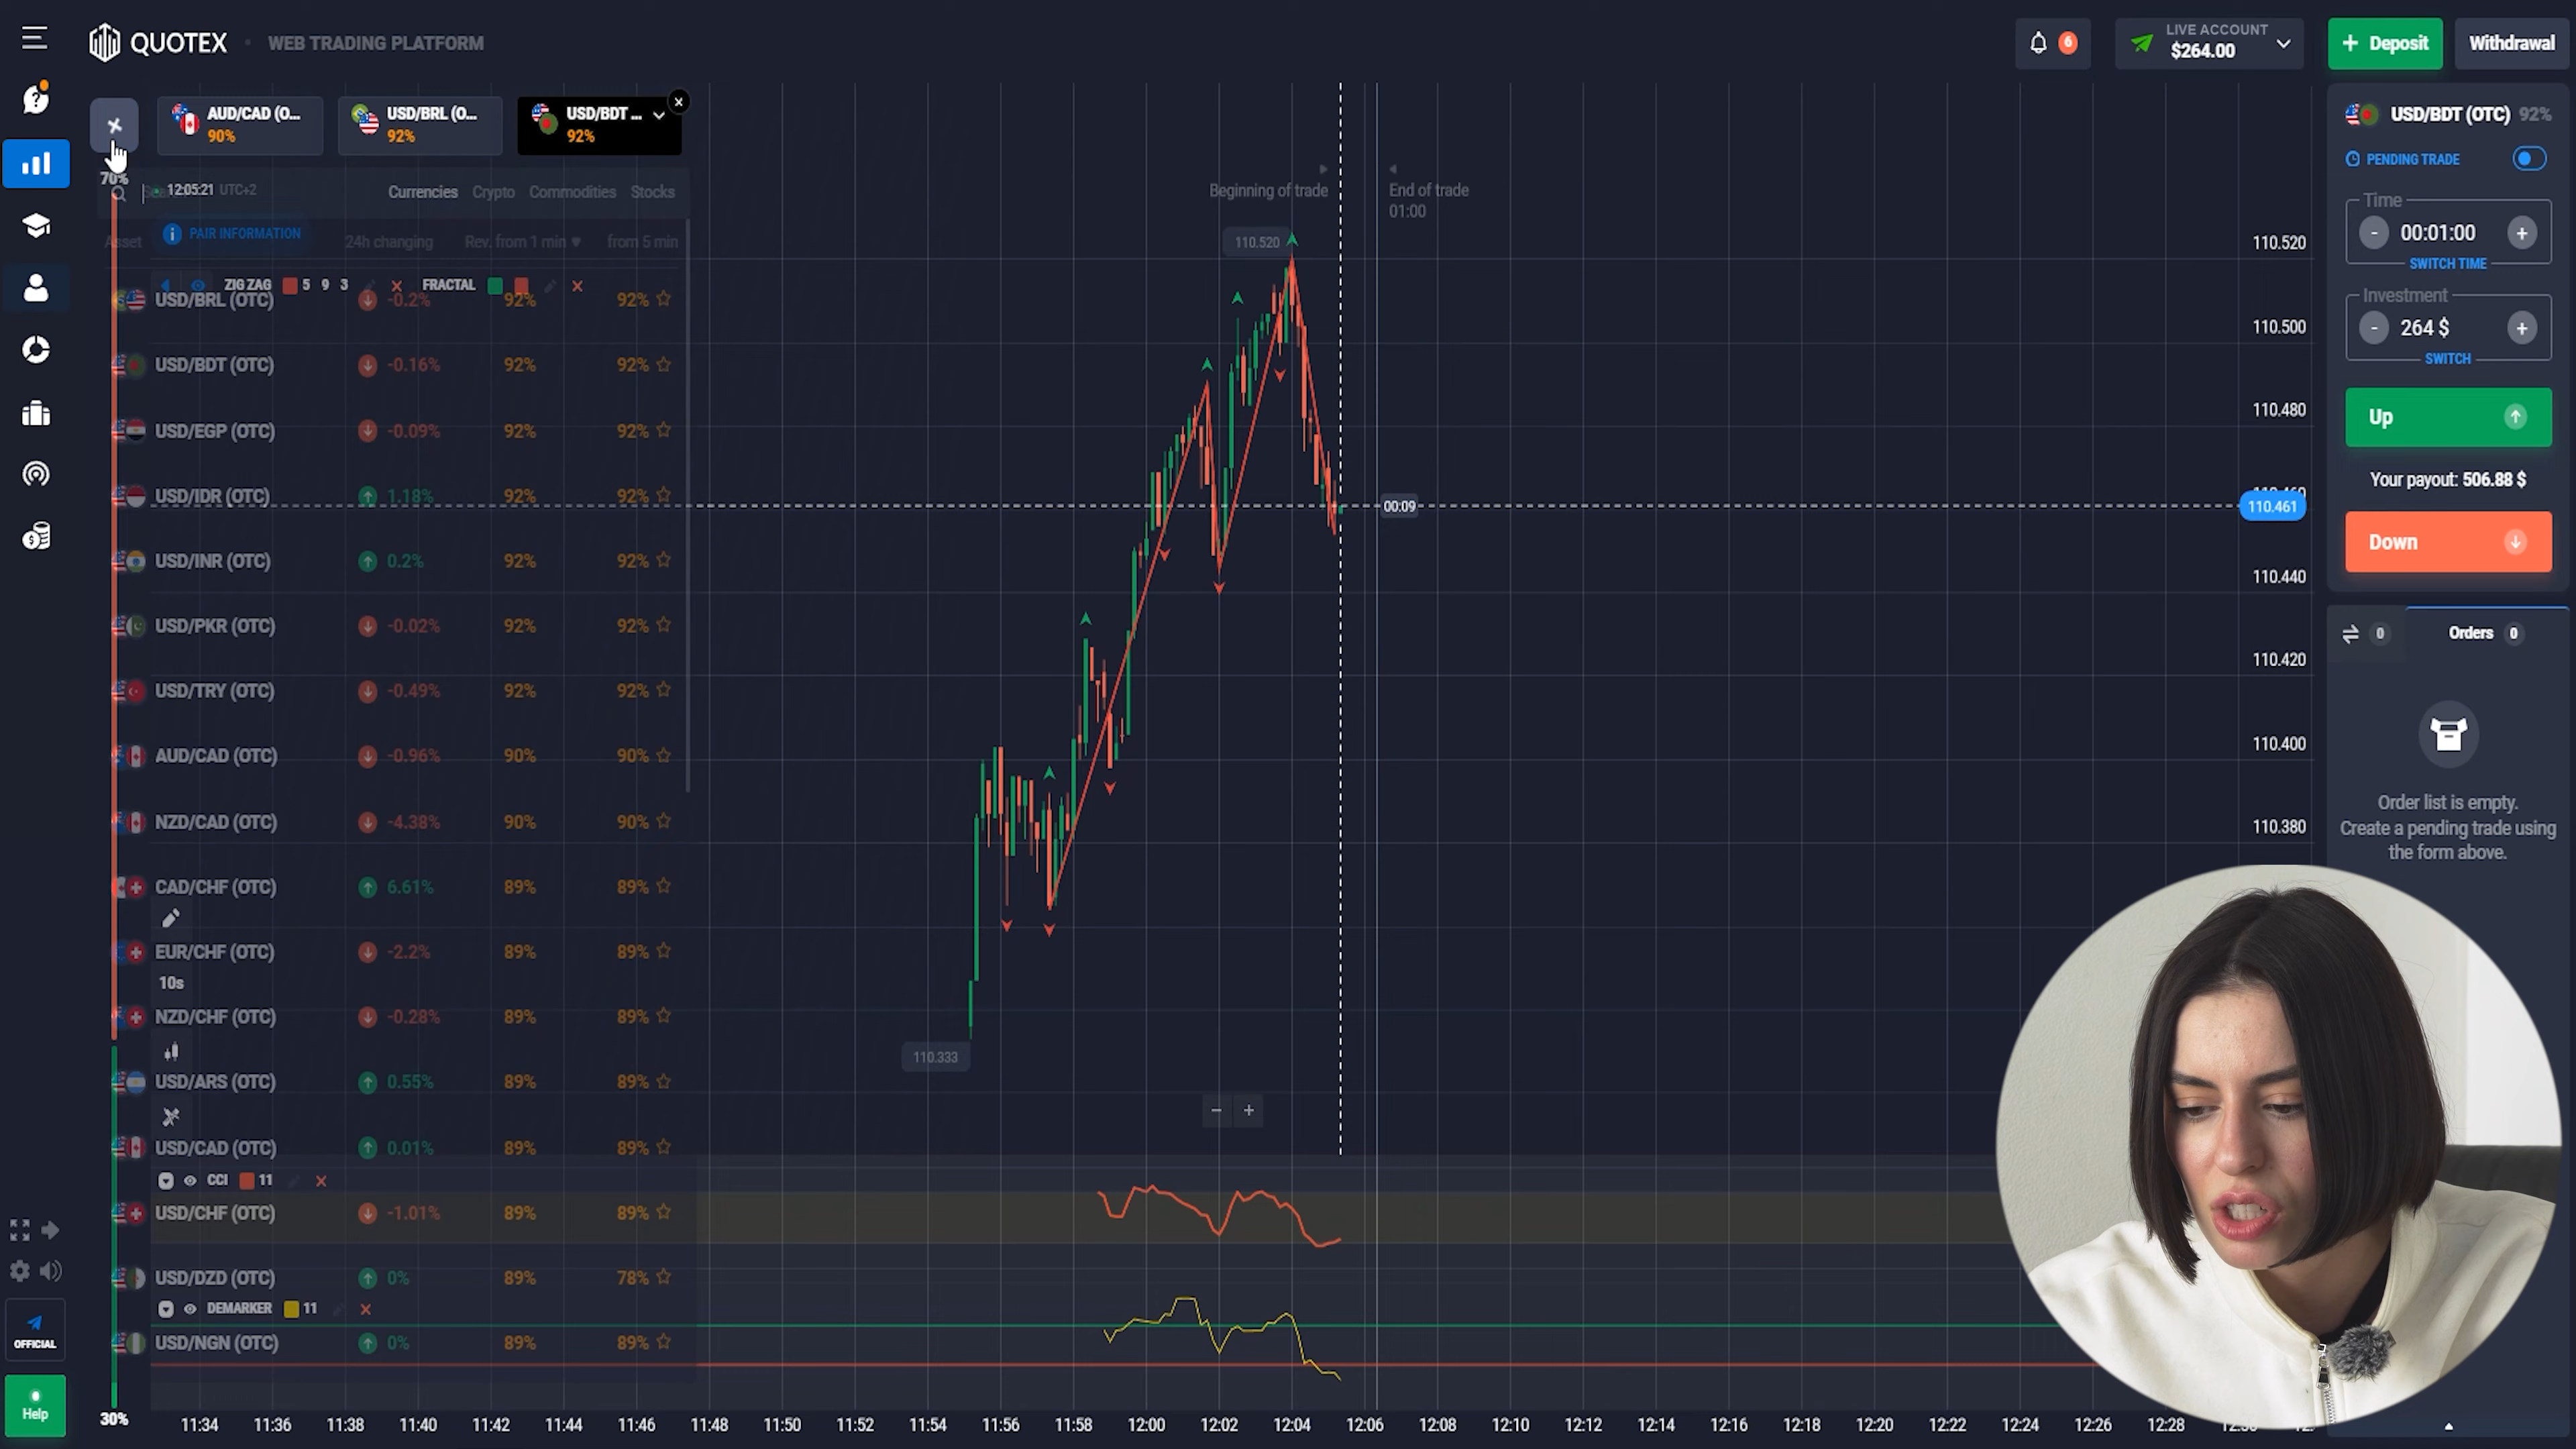 QUOTEX
WEB TRADING PLATFORM
6
LIVE ACCOUNT
$264.00
+ Deposit
Withdrawal
AUD/CAD (O...
90%
USD/BRL (O...
92%
USD/BDT ...
92%
70%
12:05:21 UTC+2
Currencies
Crypto
Commodities
Stocks
PAIR INFORMATION
Asset
24h changing
Rev. from 1 min
from 5 min
ZIG ZAG 5 9 3
FRACTAL
USD/BRL (OTC) -0.2% 92% 92%
USD/BDT (OTC) -0.16% 92% 92%
USD/EGP (OTC) -0.09% 92% 92%
USD/IDR (OTC) 1.18% 92% 92%
USD/INR (OTC) 0.2% 92% 92%
USD/PKR (OTC) -0.02% 92% 92%
USD/TRY (OTC) -0.49% 92% 92%
AUD/CAD (OTC) -0.96% 90% 90%
NZD/CAD (OTC) -4.38% 90% 90%
CAD/CHF (OTC) 6.61% 89% 89%
EUR/CHF (OTC) -2.2% 89% 89%
10s
NZD/CHF (OTC) -0.28% 89% 89%
USD/ARS (OTC) 0.55% 89% 89%
USD/CAD (OTC) 0.01% 89% 89%
CCI 11
USD/CHF (OTC) -1.01% 89% 89%
USD/DZD (OTC) 0% 89% 78%
DEMARKER 11
USD/NGN (OTC) 0% 89% 89%
30%
OFFICIAL
Help
Beginning of trade
End of trade
01:00
110.520
00:09
110.333
110.520
110.500
110.480
110.461
110.440
110.420
110.400
110.380
11:34 11:36 11:38 11:40 11:42 11:44 11:46 11:48 11:50 11:52 11:54 11:56 11:58 12:00 12:02 12:04 12:06 12:08 12:10 12:12 12:14 12:16 12:18 12:20 12:22 12:24 12:26 12:28
USD/BDT (OTC) 92%
PENDING TRADE
Time
- 00:01:00 +
SWITCH TIME
Investment
- 264 $ +
SWITCH
Up
Your payout: 506.88 $
Down
0
Orders 0
Order list is empty.
Create a pending trade using
the form above.